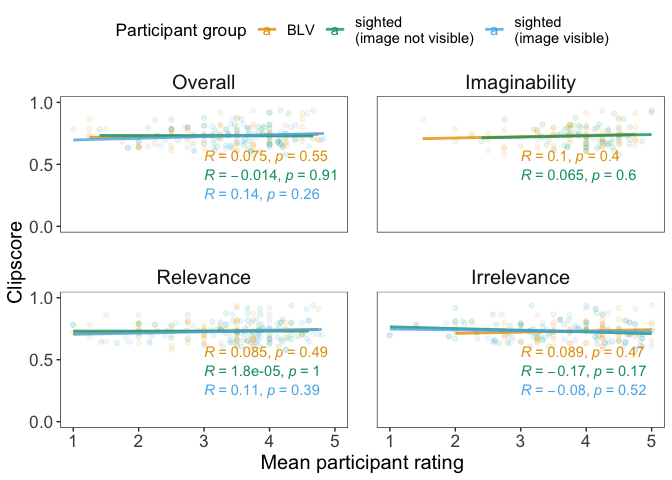 Participant group a BLV a sighted (image not visible) a sighted (image visible)
Overall
Imaginability
1.0
0.5
0.0
R = 0.075, p = 0.55
R = −0.014, p = 0.91
R = 0.14, p = 0.26
R = 0.1, p = 0.4
R = 0.065, p = 0.6
Clipscore
Relevance
Irrelevance
1.0
0.5
0.0
R = 0.085, p = 0.49
R = 1.8e-05, p = 1
R = 0.11, p = 0.39
R = 0.089, p = 0.47
R = −0.17, p = 0.17
R = −0.08, p = 0.52
1 2 3 4 5 1 2 3 4 5
Mean participant rating